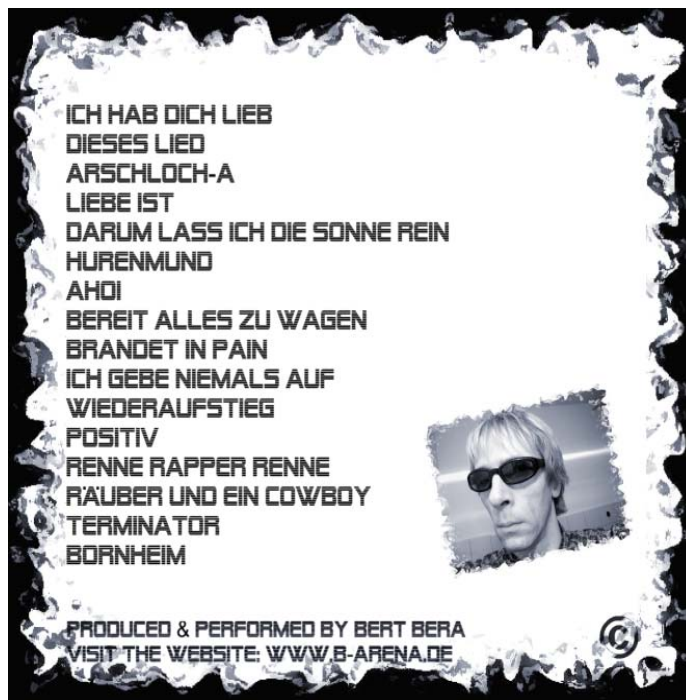 ICH HAB DICH LIEB
DIESES LIED
ARSCHLOCH-A
LIEBE IST
DARUM LASS ICH DIE SONNE REIN
HURENMUND
AHOI
BEREIT ALLES ZU WAGEN
BRANDET IN PAIN
ICH GEBE NIEMALS AUF
WIEDERAUFSTIEG
POSITIV
RENNE RAPPER RENNE
RÄUBER UND EIN COWBOY
TERMINATOR
BORNHEIM
PRODUCED & PERFORMED BY BERT BERA
VISIT THE WEBSITE: WWW.B-ARENA.DE
©